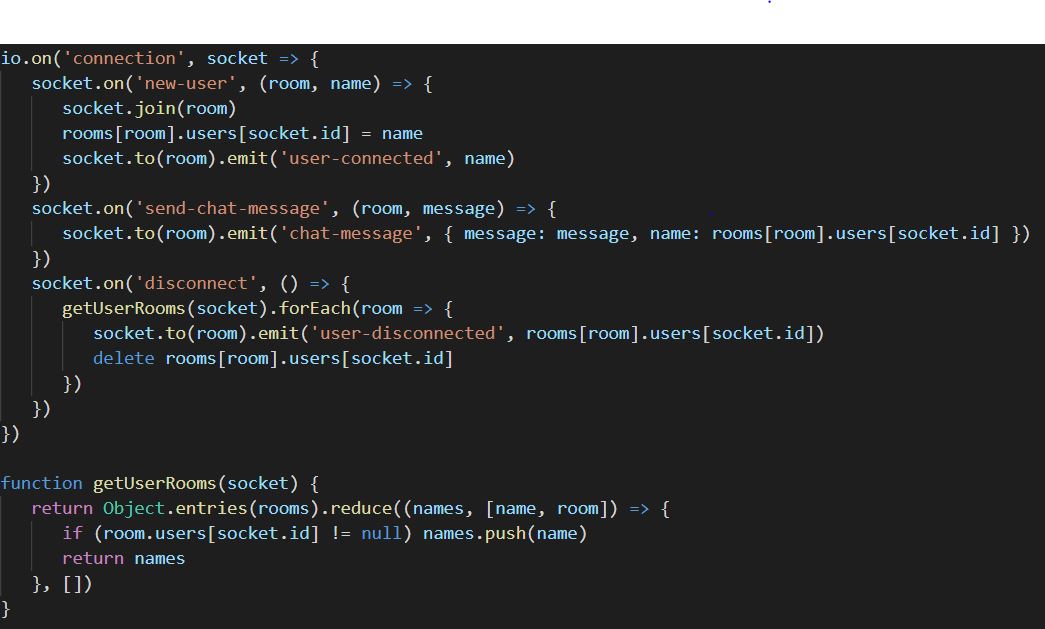 io.on('connection', socket => {
socket.on('new-user', (room, name) => {
socket.join(room)
rooms[room].users[socket.id] = name
socket.to(room).emit('user-connected', name)
})
socket.on('send-chat-message', (room, message) => {
socket.to(room).emit('chat-message', { message: message, name: rooms[room].users[socket.id] })
})
socket.on('disconnect', () => {
getUserRooms(socket).forEach(room => {
socket.to(room).emit('user-disconnected', rooms[room].users[socket.id])
delete rooms[room].users[socket.id]
})
})
})
function getUserRooms(socket) {
return Object.entries(rooms).reduce((names, [name, room]) => {
if (room.users[socket.id] != null) names.push(name)
return names
}, [])
}